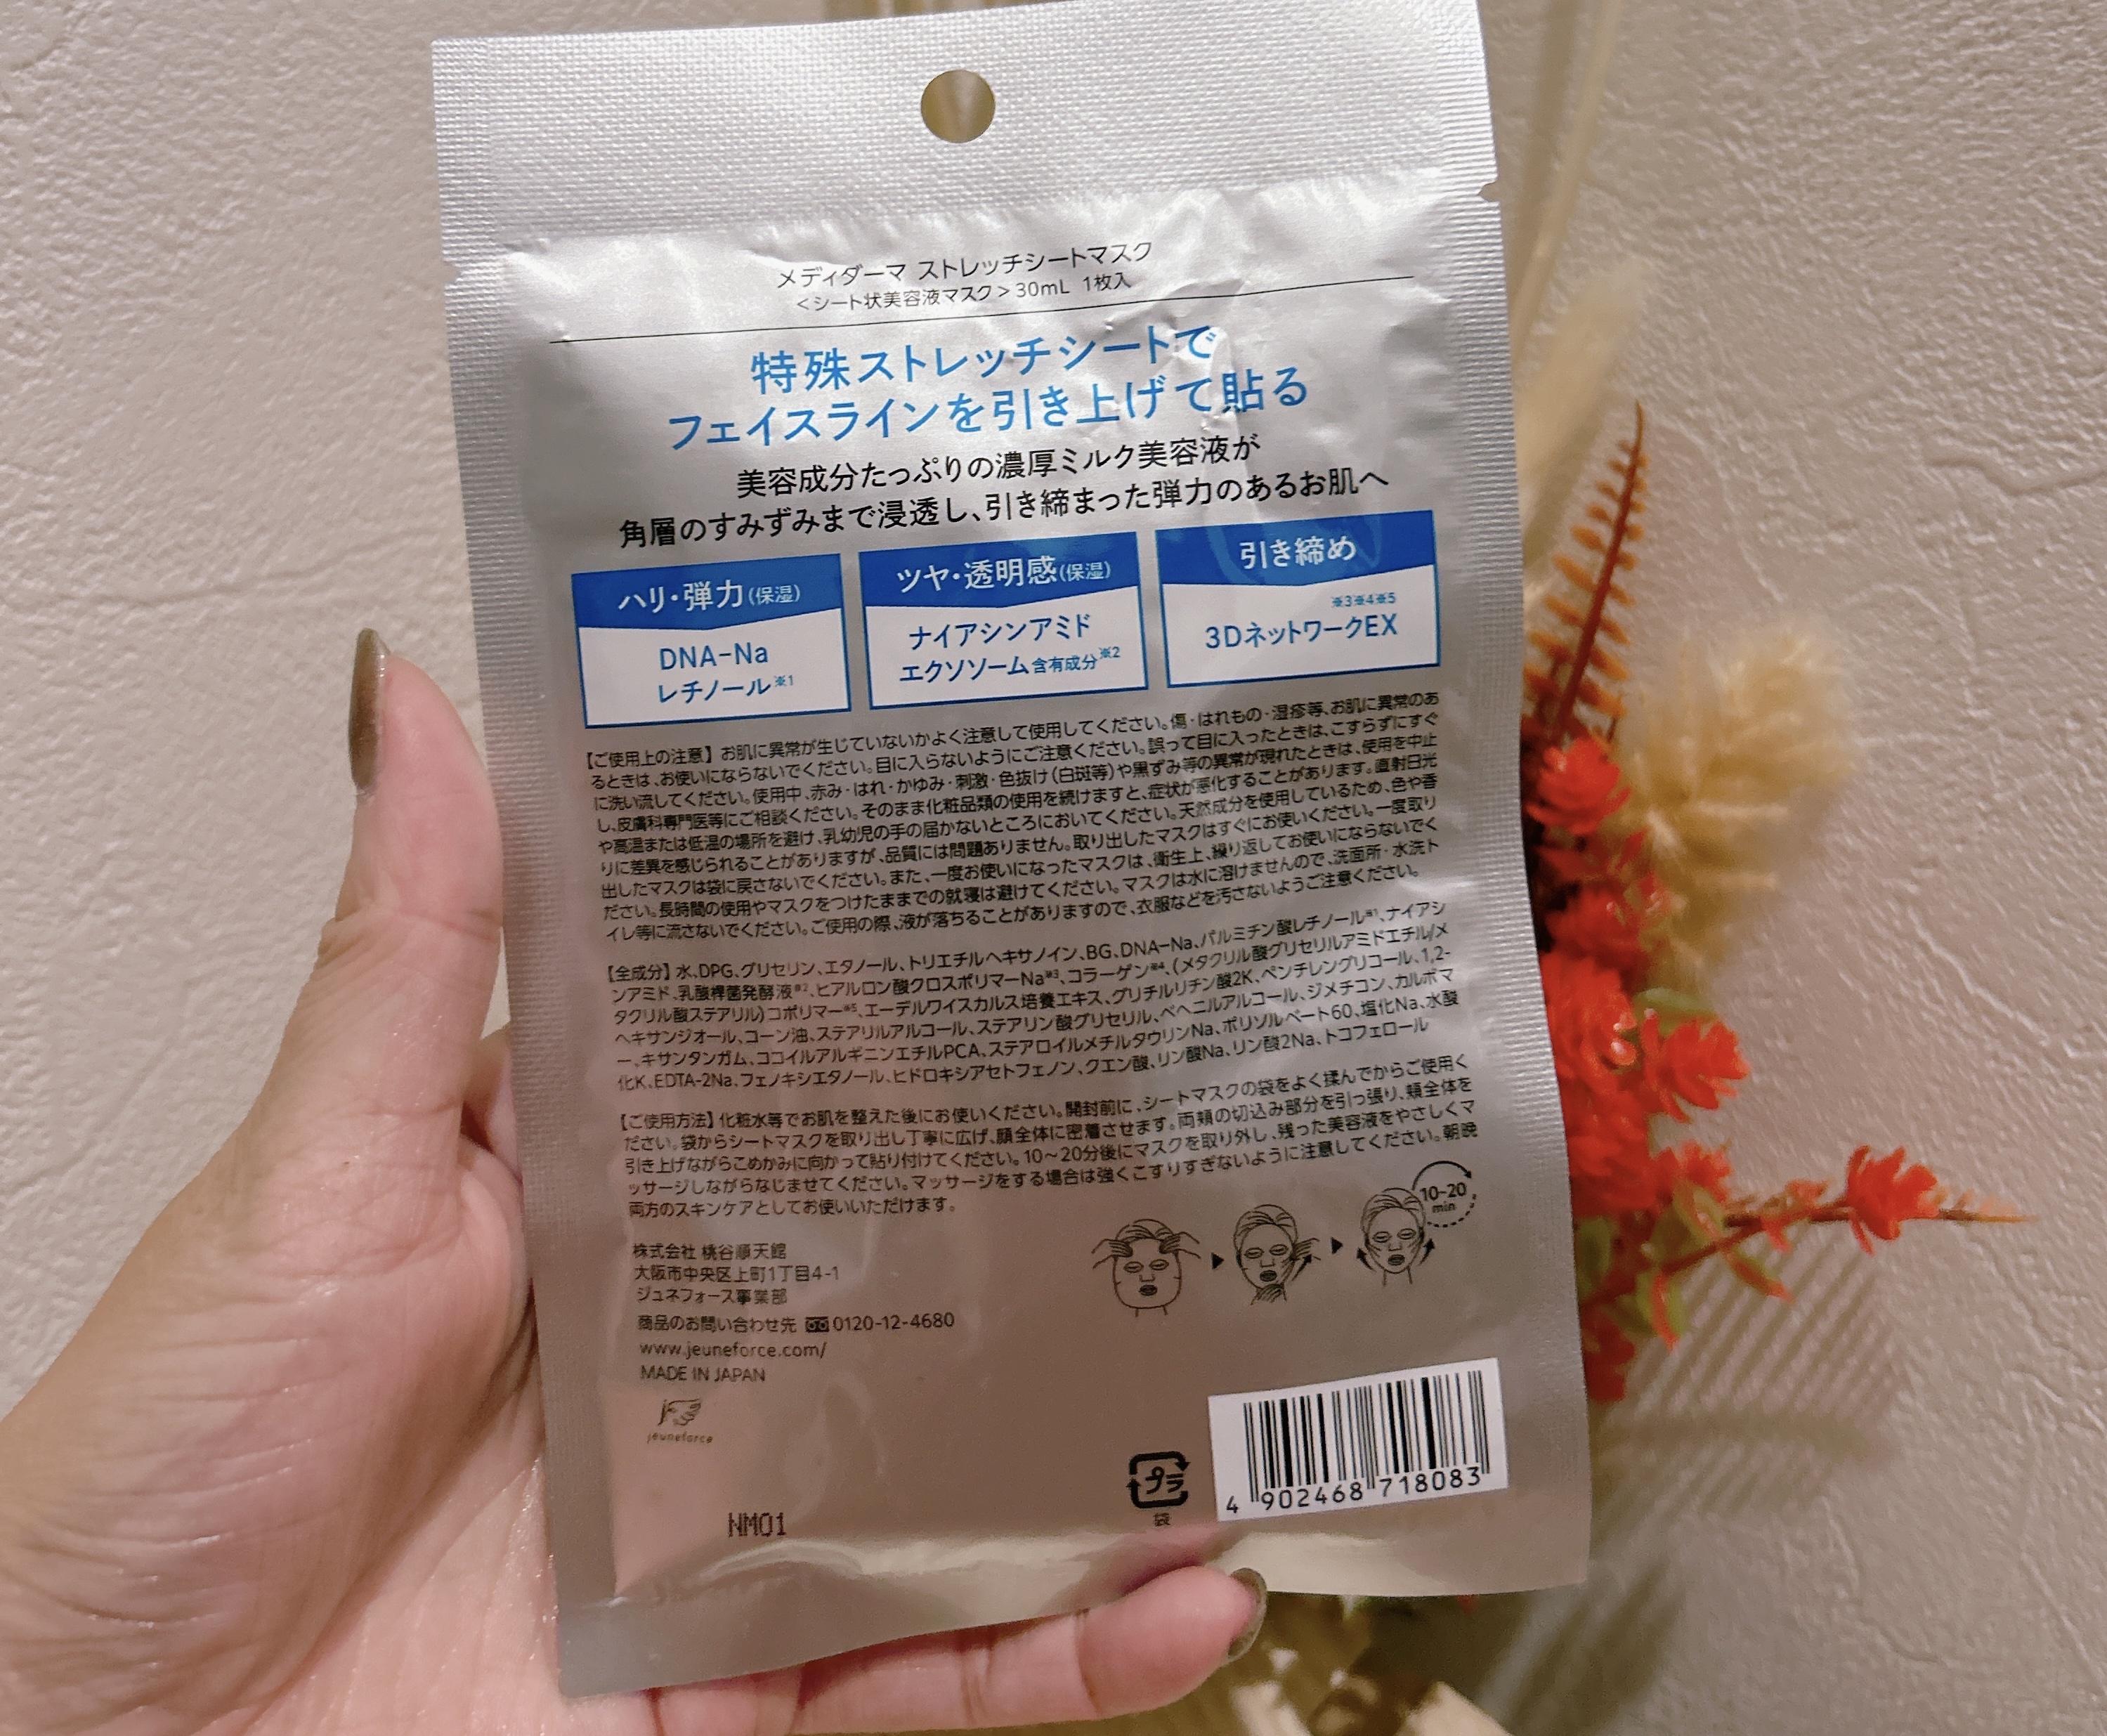 メディダーマ ストレッチシートマスク
＜シート状美容液マスク＞30mL 1枚入
特殊ストレッチシートで
フェイスラインを引き上げて貼る
美容成分たっぷりの濃厚ミルク美容液が
角層のすみずみまで浸透し、引き締まった弾力のあるお肌へ
ハリ・弾力(保湿)
DNA-Na
レチノール※1
ツヤ・透明感(保湿)
ナイアシンアミド
エクソソーム含有成分※2
引き締め
※3※4※5
3DネットワークEX
【ご使用上の注意】お肌に異常が生じていないかよく注意して使用してください。傷・はれもの・湿疹等、お肌に異常のあ
るときは、お使いにならないでください。目に入らないようにご注意ください。誤って目に入ったときは、こすらずにすぐ
に洗い流してください。使用中、赤み・はれ・かゆみ・刺激・色抜け(白斑等)や黒ずみ等の異常が現れたときは、使用を中止
し、皮膚科専門医等にご相談ください。そのまま化粧品類の使用を続けますと、症状が悪化することがあります。直射日光
や高温または低温の場所を避け、乳幼児の手の届かないところにおいてください。天然成分を使用しているため、色や香
りに差異を感じられることがありますが、品質には問題ありません。取り出したマスクはすぐにお使いください。一度取り
出したマスクは袋に戻さないでください。また、一度お使いになったマスクは、衛生上、繰り返してお使いにならないでく
ださい。長時間の使用やマスクをつけたままでの就寝は避けてください。マスクは水に溶けませんので、洗面所・水洗ト
イレ等に流さないでください。ご使用の際、液が落ちることがありますので、衣服などを汚さないようご注意ください。
【全成分】水、DPG、グリセリン、エタノール、トリエチルヘキサノイン、BG、DNA-Na、パルミチン酸レチノール※1、ナイアシ
ンアミド、乳酸桿菌発酵液※2、ヒアルロン酸クロスポリマーNa※3、コラーゲン※4、(メタクリル酸グリセリルアミドエチル/メ
タクリル酸ステアリル)コポリマー※5、エーデルワイスカルス培養エキス、グリチルリチン酸2K、ペンチレングリコール、1,2-
ヘキサンジオール、コーン油、ステアリルアルコール、ステアリン酸グリセリル、ベヘニルアルコール、ジメチコン、カルボマ
ー、キサンタンガム、ココイルアルギニンエチルPCA、ステアロイルメチルタウリンNa、ポリソルベート60、塩化Na、水酸
化K、EDTA-2Na、フェノキシエタノール、ヒドロキシアセトフェノン、クエン酸、リン酸Na、リン酸2Na、トコフェロール
【ご使用方法】化粧水等でお肌を整えた後にお使いください。開封前に、シートマスクの袋をよく揉んでからご使用く
ださい。袋からシートマスクを取り出し丁寧に広げ、顔全体に密着させます。両頬の切込み部分を引っ張り、頬全体を
引き上げながらこめかみに向かって貼り付けてください。10～20分後にマスクを取り外し、残った美容液をやさしくマ
ッサージしながらなじませてください。マッサージをする場合は強くこすりすぎないように注意してください。朝晩
両方のスキンケアとしてお使いいただけます。
10-20
min
株式会社 桃谷順天館
大阪市中央区上町1丁目4-1
ジュネフォース事業部
商品のお問い合わせ先 0120-12-4680
www.jeuneforce.com/
MADE IN JAPAN
jeuneforce
プラ
袋
4 902468 718083
NM01